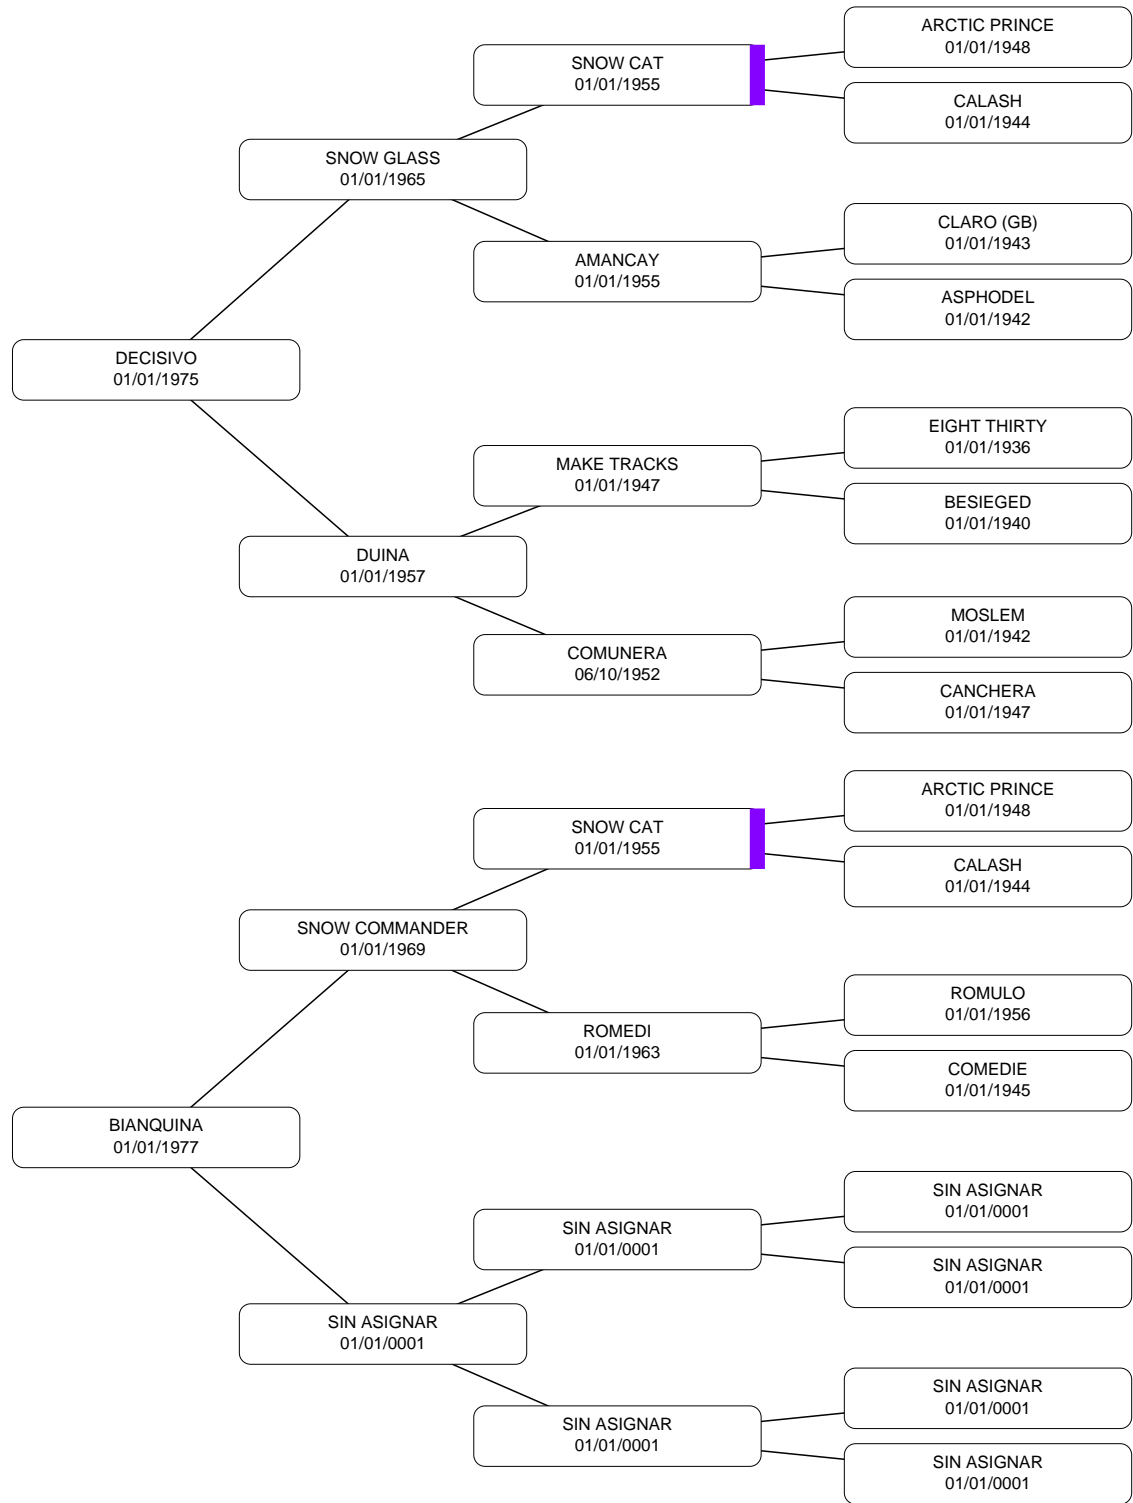 ARCTIC PRINCE
01/01/1948
SNOW CAT
01/01/1955
CALASH
01/01/1944
SNOW GLASS
01/01/1965
CLARO (GB)
01/01/1943
AMANCAY
01/01/1955
ASPHODEL
01/01/1942
DECISIVO
01/01/1975
EIGHT THIRTY
01/01/1936
MAKE TRACKS
01/01/1947
BESIEGED
01/01/1940
DUINA
01/01/1957
MOSLEM
01/01/1942
COMUNERA
06/10/1952
CANCHERA
01/01/1947
ARCTIC PRINCE
01/01/1948
SNOW CAT
01/01/1955
CALASH
01/01/1944
SNOW COMMANDER
01/01/1969
ROMULO
01/01/1956
ROMEDI
01/01/1963
COMEDIE
01/01/1945
BIANQUINA
01/01/1977
SIN ASIGNAR
01/01/0001
SIN ASIGNAR
01/01/0001
SIN ASIGNAR
01/01/0001
SIN ASIGNAR
01/01/0001
SIN ASIGNAR
01/01/0001
SIN ASIGNAR
01/01/0001
SIN ASIGNAR
01/01/0001